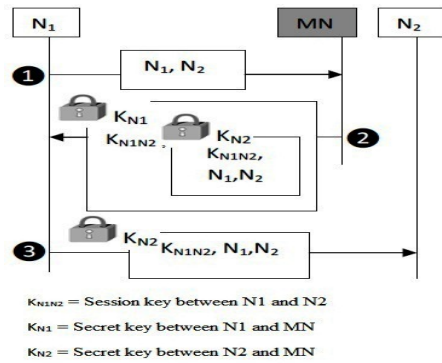 N1 MN N2
1 N1, N2
KN1
KN1N2, KN2 2
KN1N2,
N1,N2
3 KN2 KN1N2, N1,N2
KN1N2 = Session key between N1 and N2
KN1 = Secret key between N1 and MN
KN2 = Secret key between N2 and MN